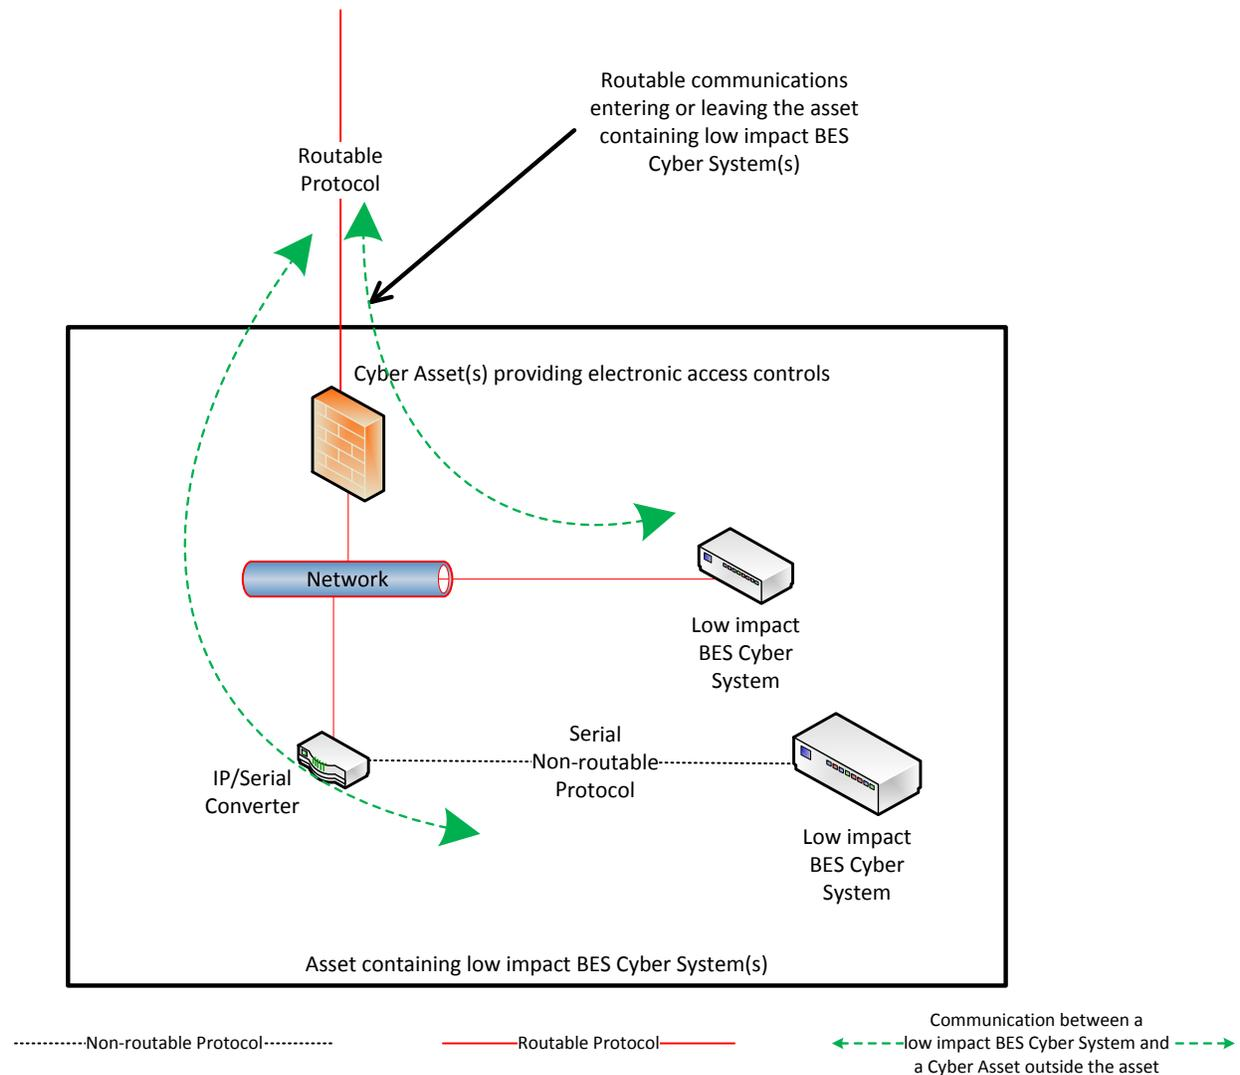 Routable communications
entering or leaving the asset
containing low impact BES
Cyber System(s)
Routable
Protocol
Cyber Asset(s) providing electronic access controls
Network
Low impact
BES Cyber
System
IP/Serial
Converter
Serial
Non-routable
Protocol
Low impact
BES Cyber
System
Asset containing low impact BES Cyber System(s)
Non-routable Protocol
Routable Protocol
Communication between a
low impact BES Cyber System and
a Cyber Asset outside the asset